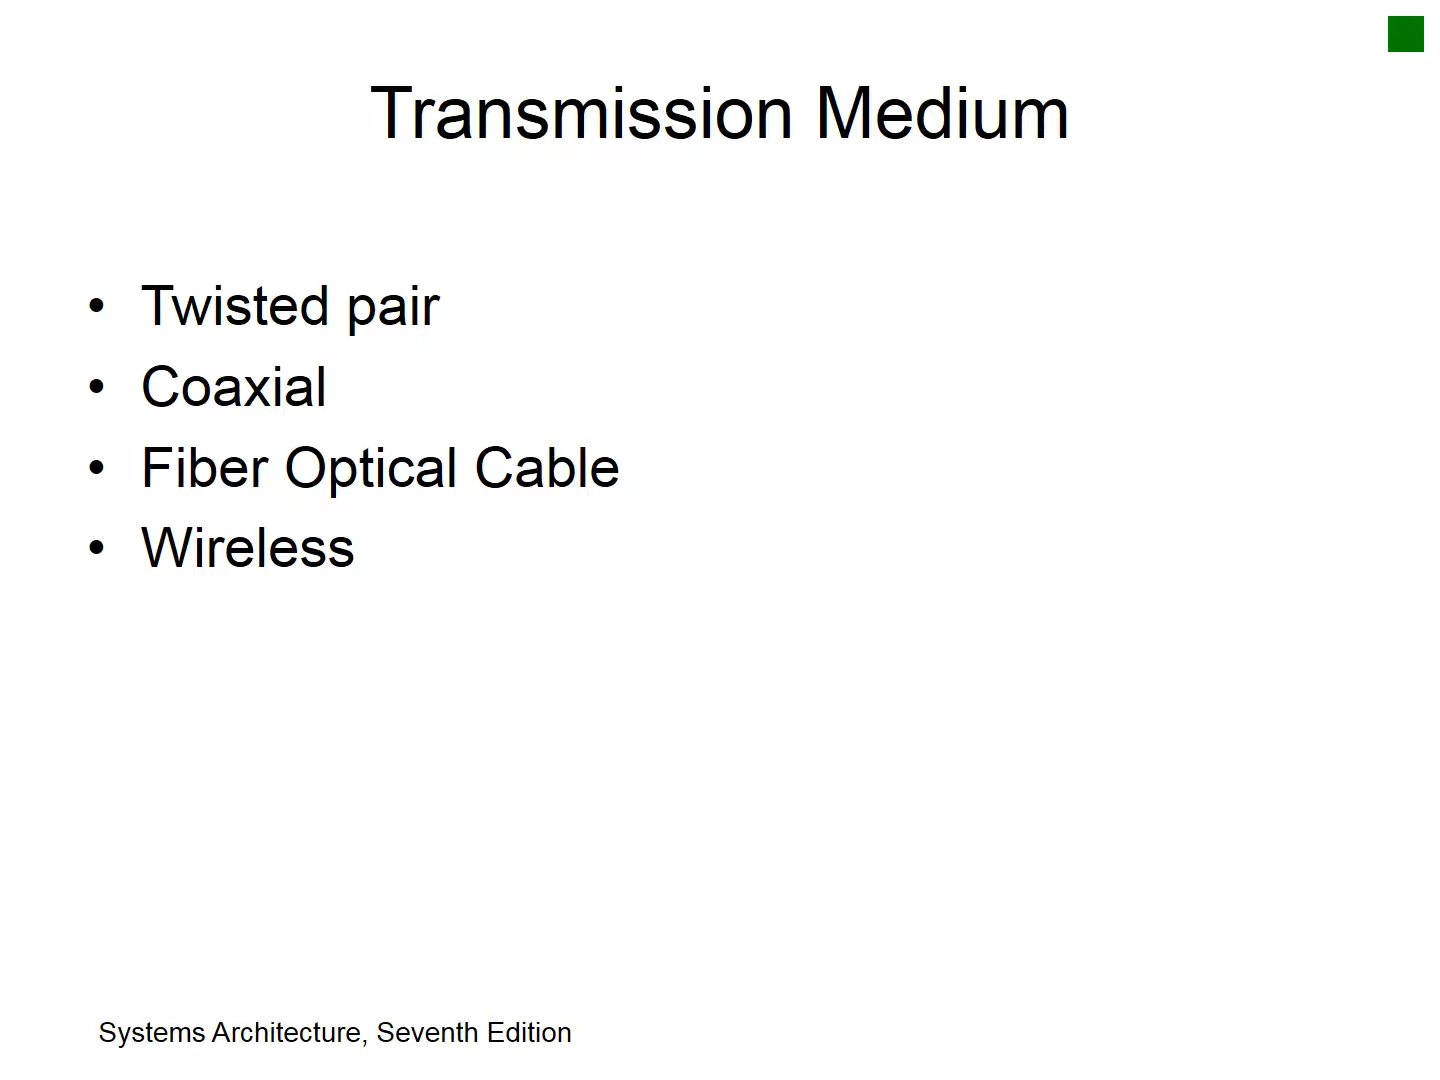 Transmission Medium
• Twisted pair
• Coaxial
• Fiber Optical Cable
• Wireless
Systems Architecture, Seventh Edition